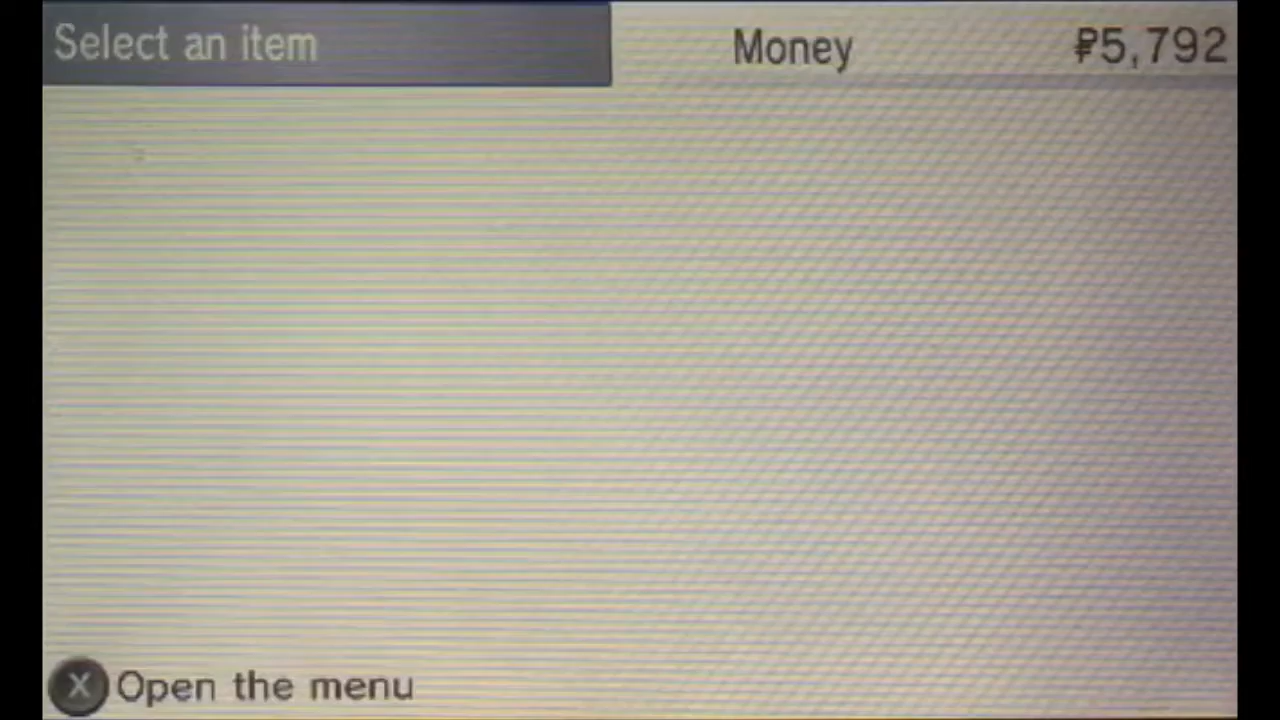 Select an item
Money ₽5,792
X Open the menu